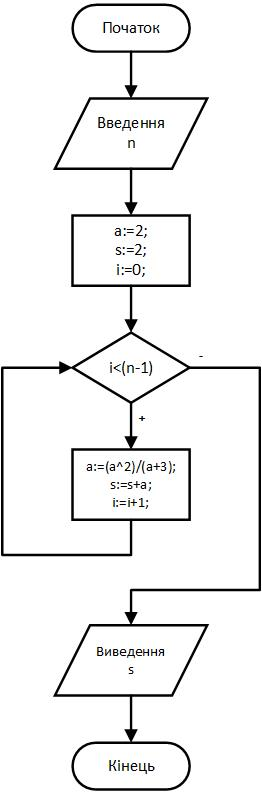 Початок
Введення
n
a:=2;
s:=2;
i:=0;
i<(n-1)
-
+
a:=(a^2)/(a+3);
s:=s+a;
i:=i+1;
Виведення
s
Кінець